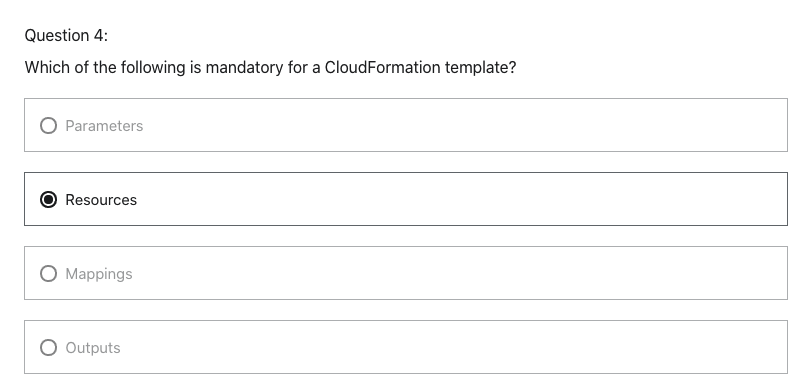 Question 4:
Which of the following is mandatory for a CloudFormation template?
Parameters
Resources
Mappings
Outputs